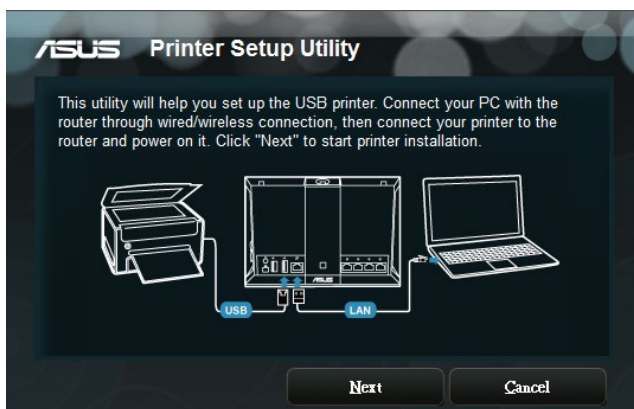 ASUS Printer Setup Utility
This utility will help you set up the USB printer. Connect your PC with the
router through wired/wireless connection, then connect your printer to the
router and power on it. Click "Next" to start printer installation.
ASUS
USB
LAN
Next
Cancel